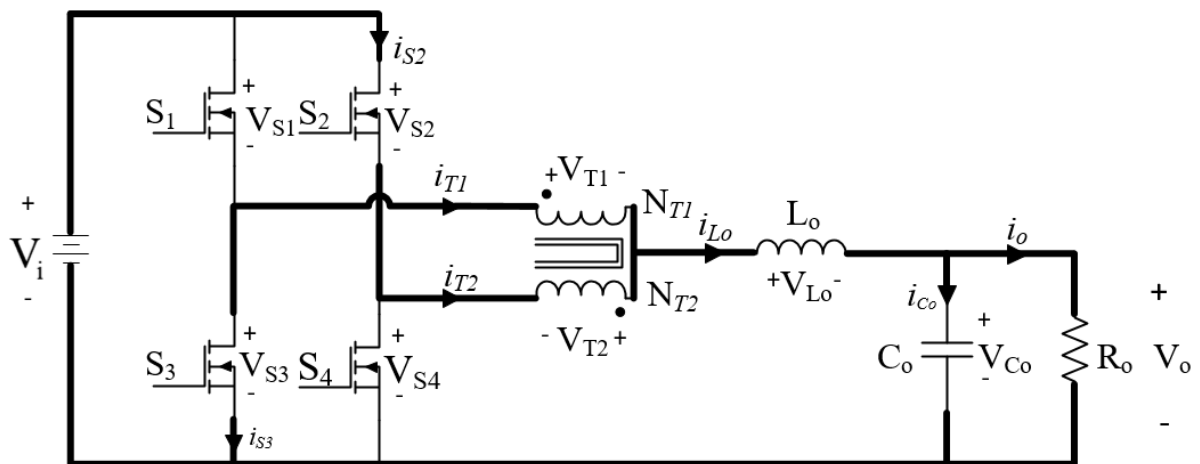 i_S2
+ +
S_1 V_S1 S_2 V_S2
- -
i_T1 + V_T1 -
N_T1 i_Lo L_o i_o
+
V_i
-
i_T2 N_T2 + V_Lo - i_Co +
- V_T2 +
+ + +
S_3 V_S3 S_4 V_S4 C_o V_Co R_o V_o
- - - -
i_S3